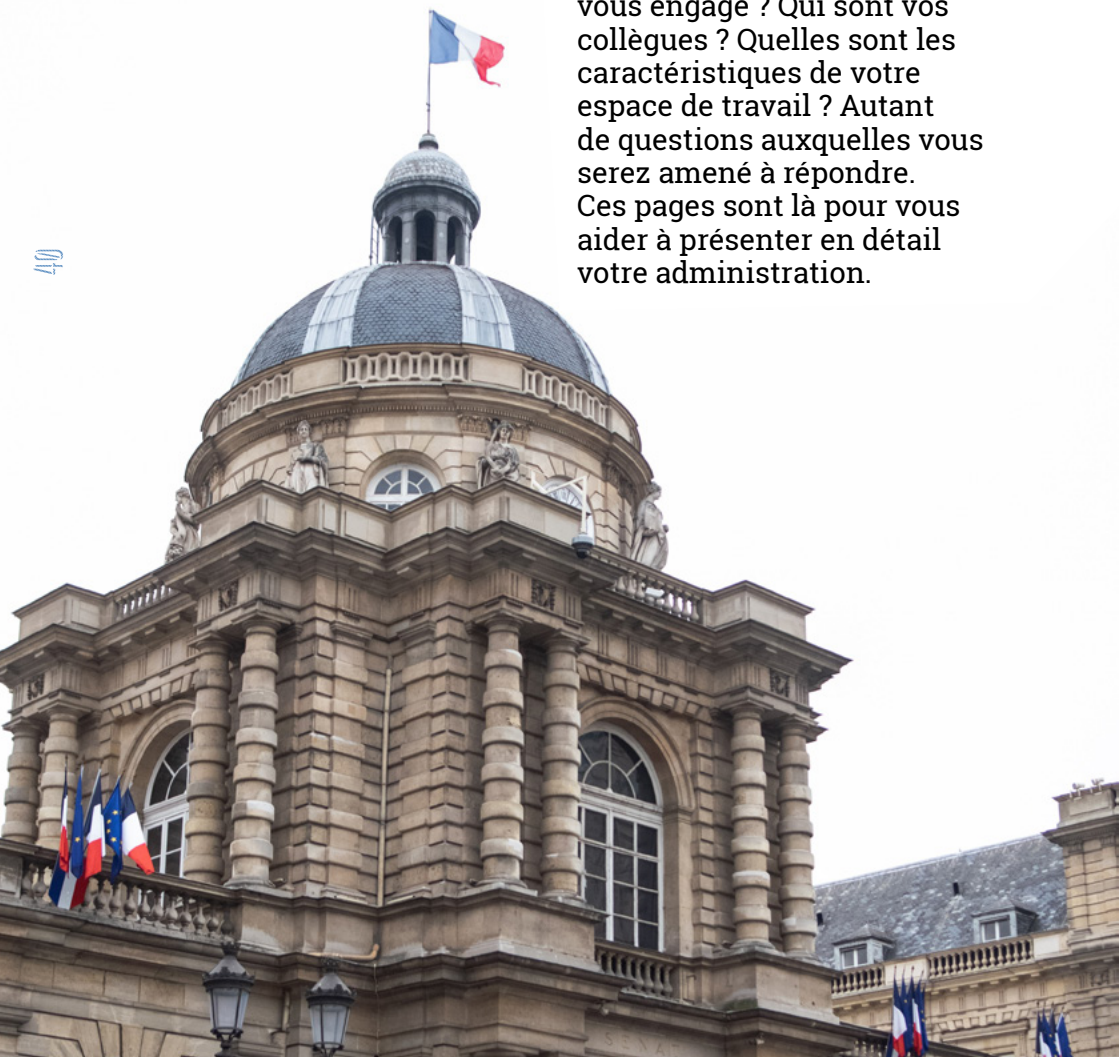 vous engage ? Qui sont vos
collègues ? Quelles sont les
caractéristiques de votre
espace de travail ? Autant
de questions auxquelles vous
serez amené à répondre.
Ces pages sont là pour vous
aider à présenter en détail
votre administration.
40